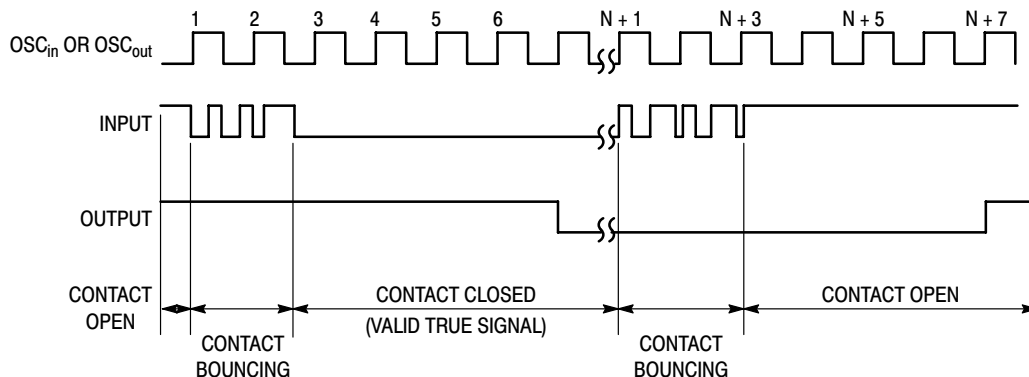 1 2 3 4 5 6 N + 1 N + 3 N + 5 N + 7
OSCin OR OSCout
INPUT
OUTPUT
CONTACT OPEN
CONTACT BOUNCING
CONTACT CLOSED
(VALID TRUE SIGNAL)
CONTACT BOUNCING
CONTACT OPEN